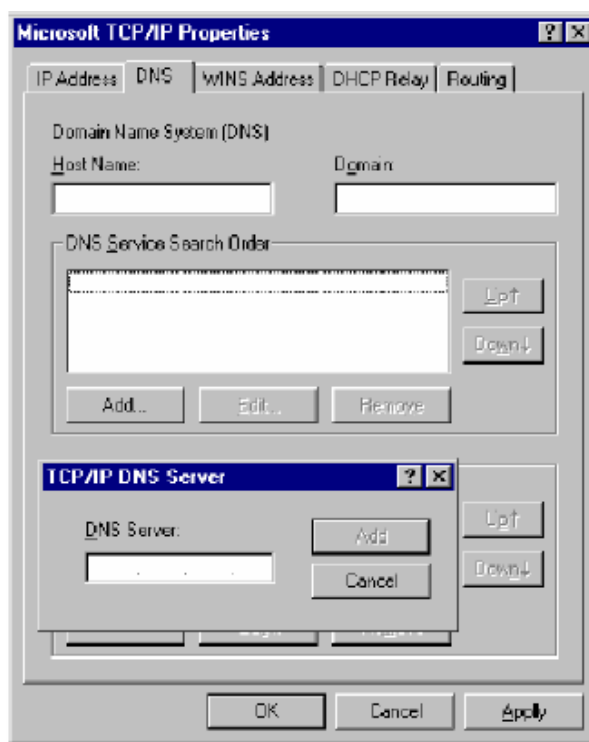 Microsoft TCP/IP Properties
IP Address DNS WINS Address DHCP Relay Routing
Domain Name System (DNS)
Host Name: Domain:
DNS Service Search Order
Up↑
Down↓
Add... Edit... Remove
TCP/IP DNS Server
DNS Server:
Add
Cancel
Up↑
Down↓
OK Cancel Apply